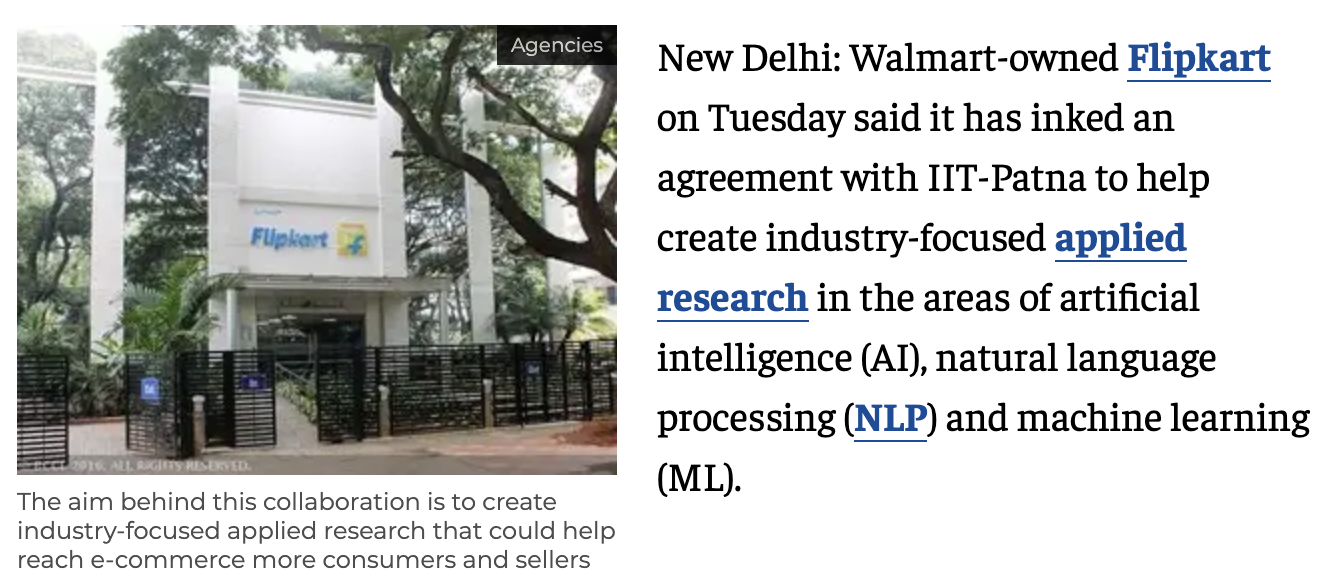 Agencies
Flipkart
BCCL 2016. ALL RIGHTS RESERVED.
The aim behind this collaboration is to create
industry-focused applied research that could help
reach e-commerce more consumers and sellers
New Delhi: Walmart-owned Flipkart
on Tuesday said it has inked an
agreement with IIT-Patna to help
create industry-focused applied
research in the areas of artificial
intelligence (AI), natural language
processing (NLP) and machine learning
(ML).